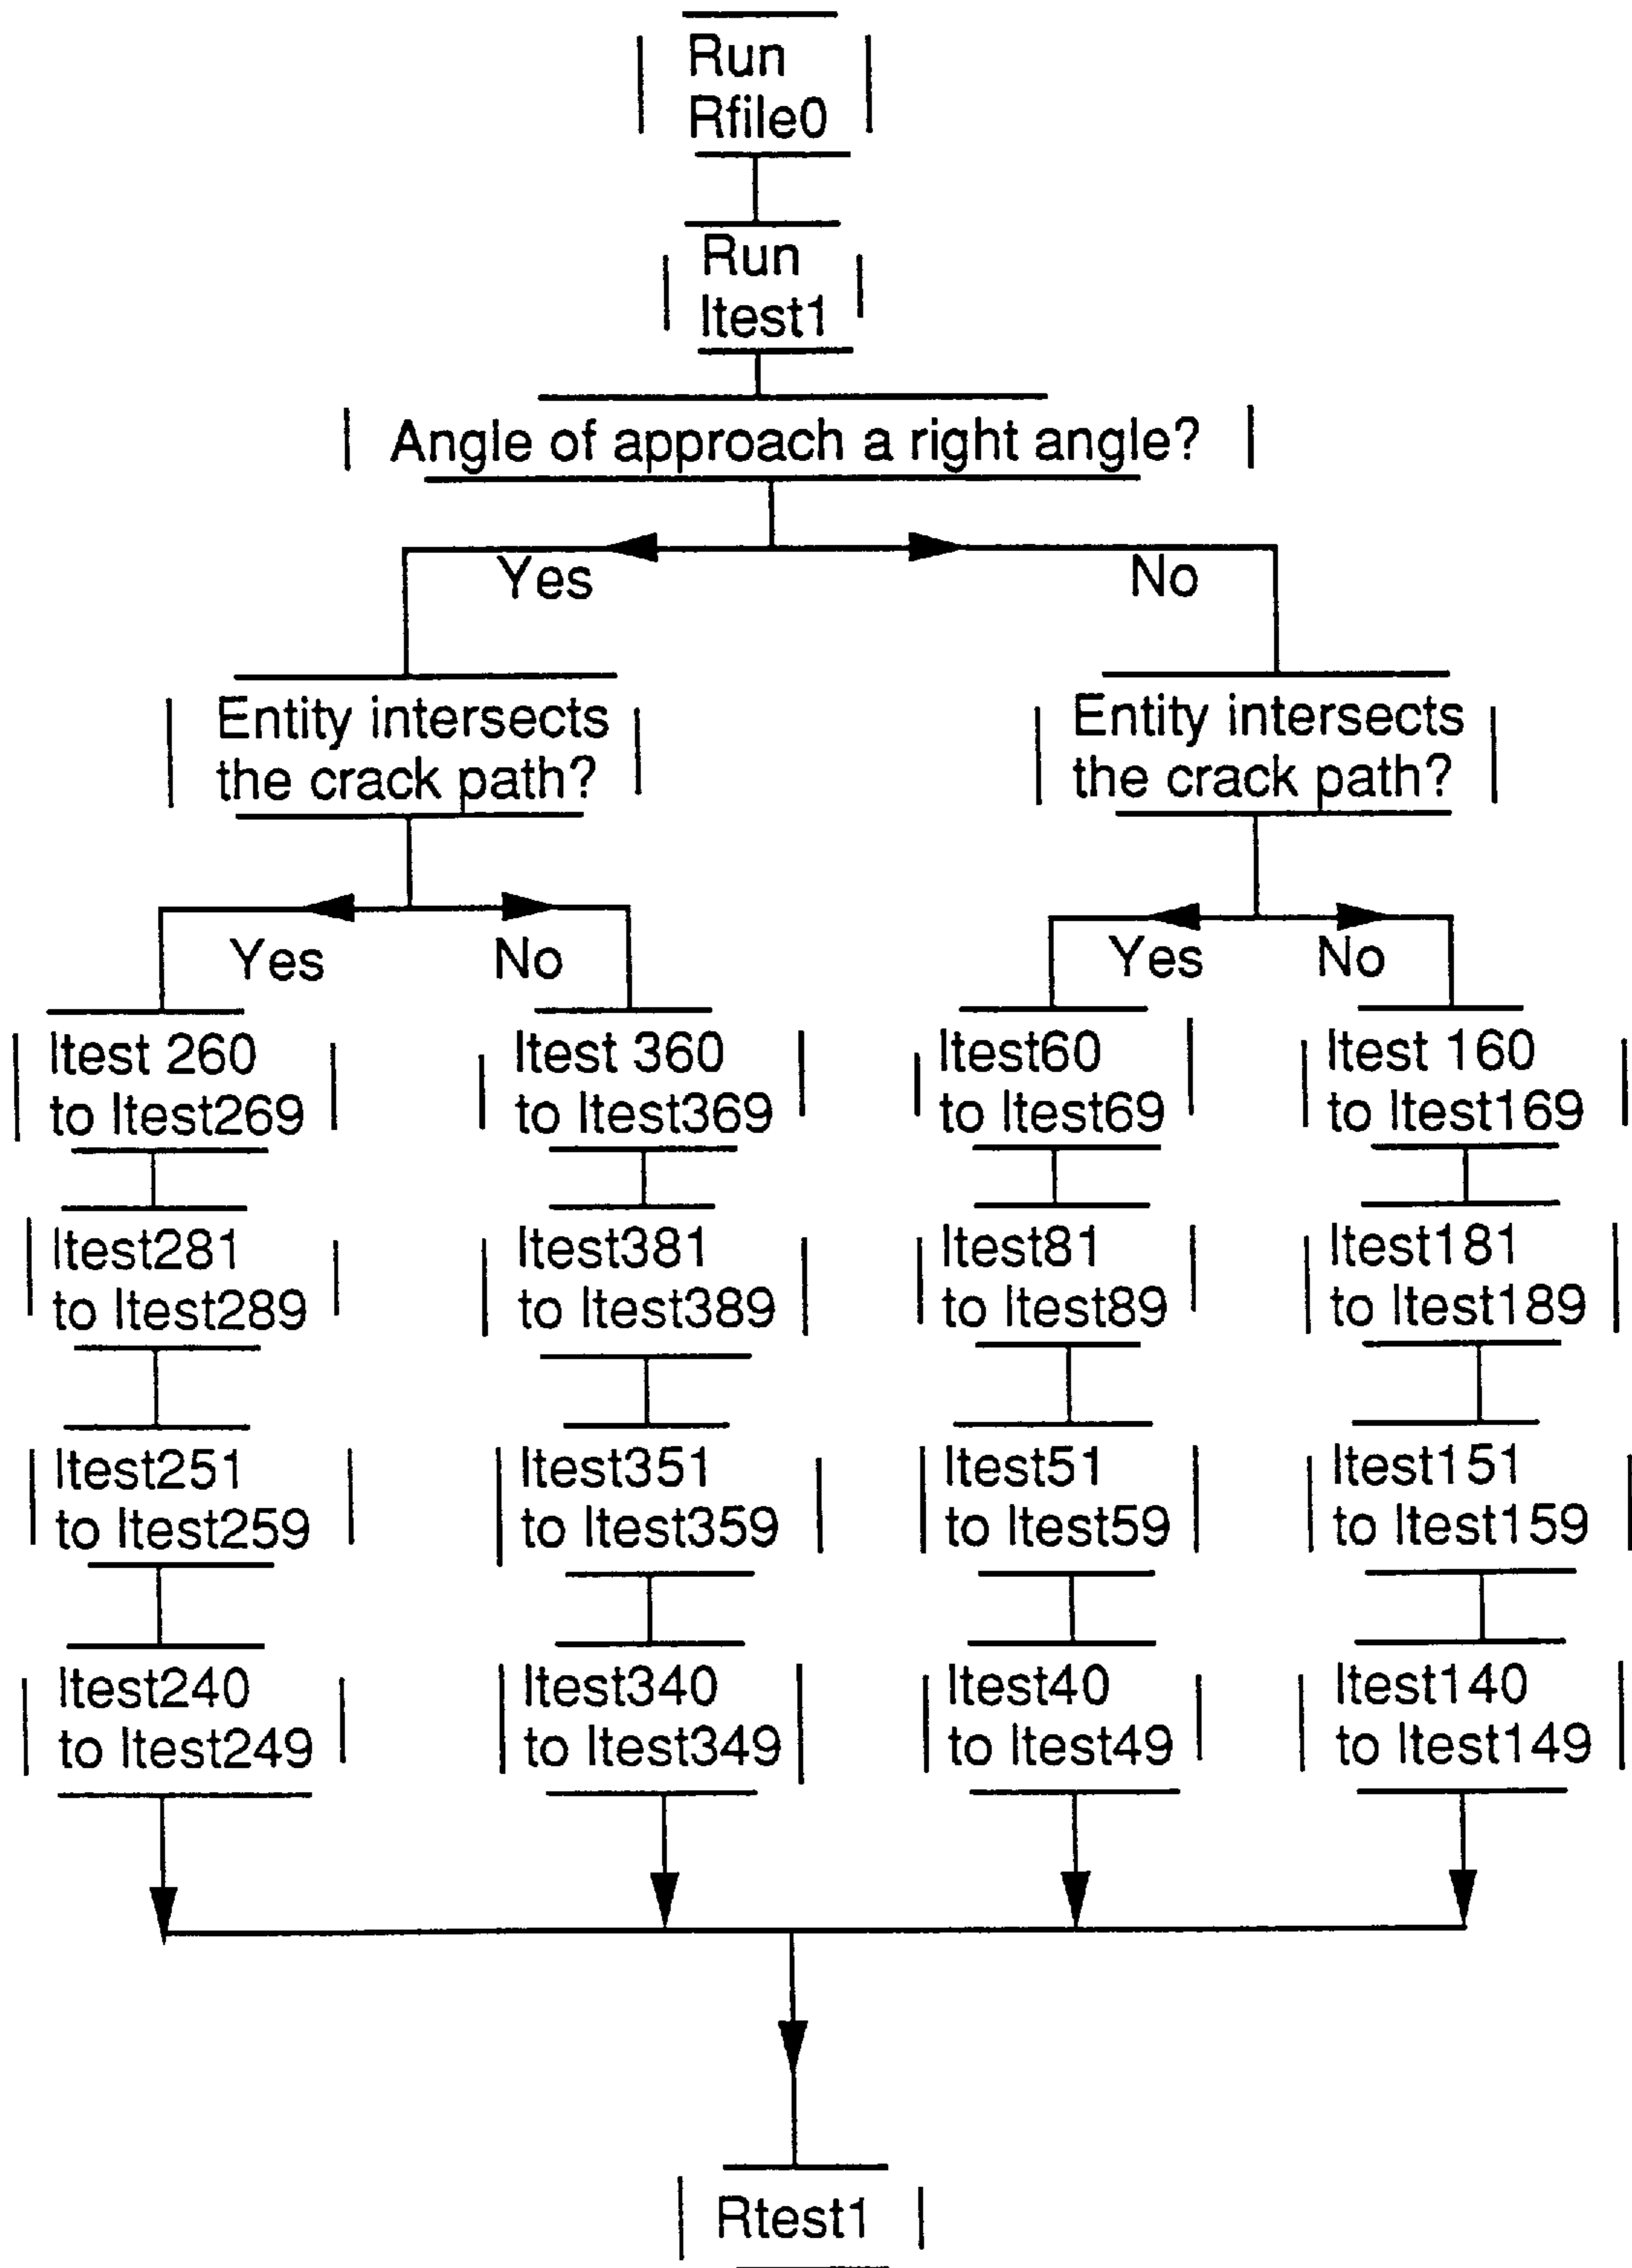 Run
Rfile0
Run
Itest1
Angle of approach a right angle?
Yes
No
Entity intersects
the crack path?
Entity intersects
the crack path?
Yes
No
Yes
No
Itest 260
to Itest269
Itest 360
to Itest369
Itest60
to Itest69
Itest 160
to Itest169
Itest281
to Itest289
Itest381
to Itest389
Itest81
to Itest89
Itest181
to Itest189
Itest251
to Itest259
Itest351
to Itest359
Itest51
to Itest59
Itest151
to Itest159
Itest240
to Itest249
Itest340
to Itest349
Itest40
to Itest49
Itest140
to Itest149
Rtest1